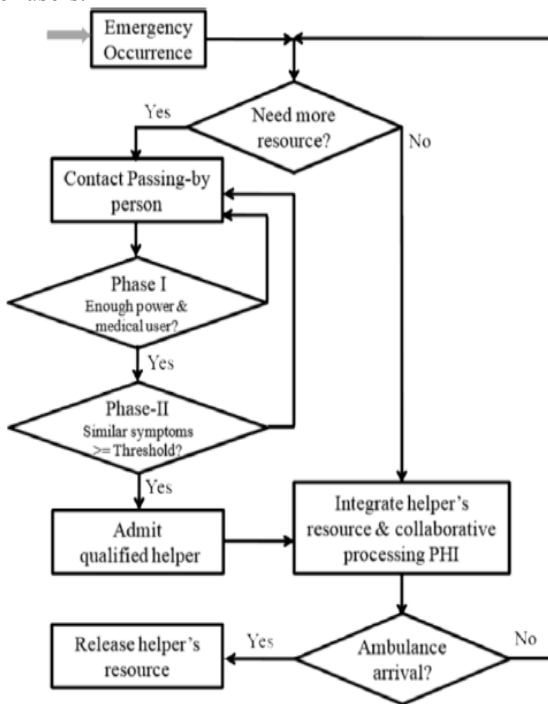 Emergency
Occurrence
Need more
resource?
Yes
No
Contact Passing-by
person
Phase I
Enough power &
medical user?
Yes
Phase-II
Similar symptoms
>= Threshold?
Yes
Admit
qualified helper
Integrate helper's
resource & collaborative
processing PHI
Ambulance
arrival?
Yes
No
Release helper's
resource